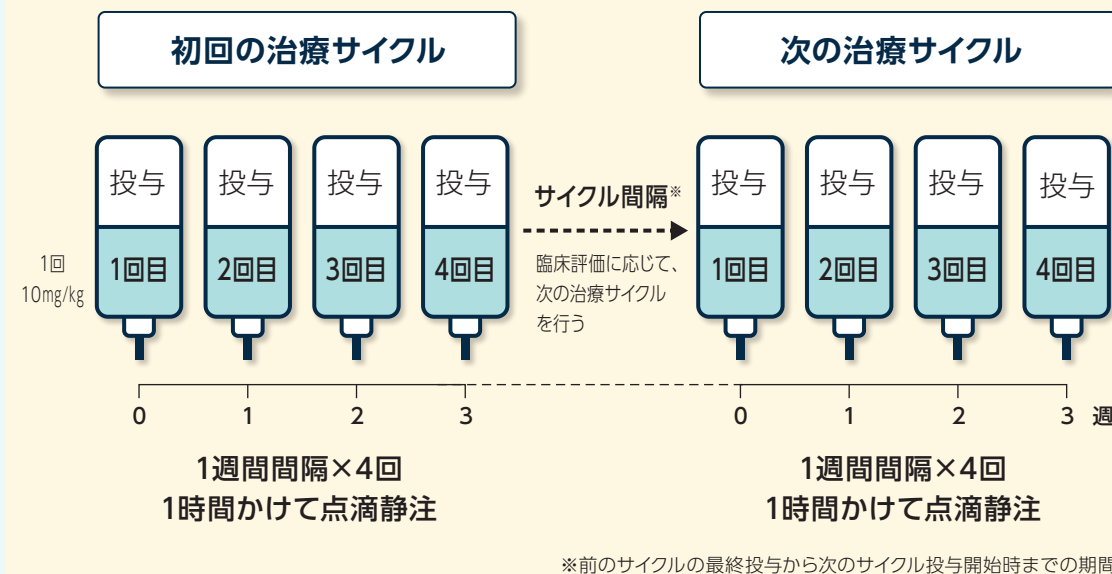 初回の治療サイクル
次の治療サイクル
投与 投与 投与 投与
サイクル間隔※
投与 投与 投与 投与
1回
10mg/kg
1回目 2回目 3回目 4回目
臨床評価に応じて、
次の治療サイクル
を行う
1回目 2回目 3回目 4回目
0 1 2 3
0 1 2 3 週
1週間間隔×4回
1時間かけて点滴静注
1週間間隔×4回
1時間かけて点滴静注
※前のサイクルの最終投与から次のサイクル投与開始時までの期間